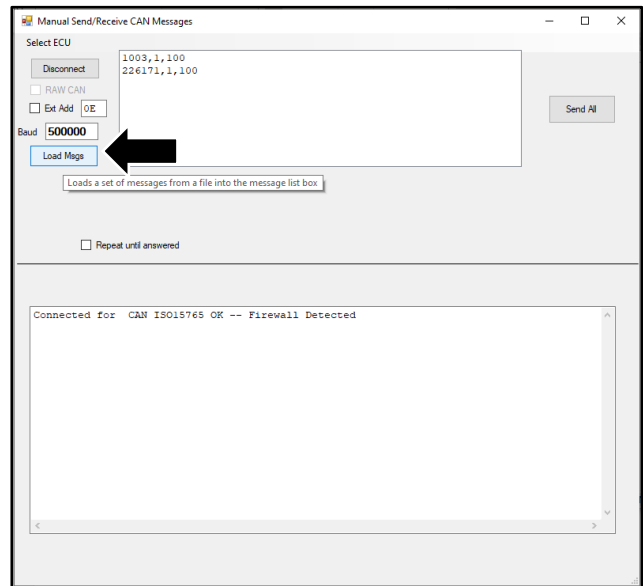 Manual Send/Receive CAN Messages
Select ECU
Disconnect
RAW CAN
Ext Add 0E
Baud 500000
Load Msgs
1003,1,100
226171,1,100
Send All
Loads a set of messages from a file into the message list box
Repeat until answered
Connected for  CAN ISO15765 OK -- Firewall Detected